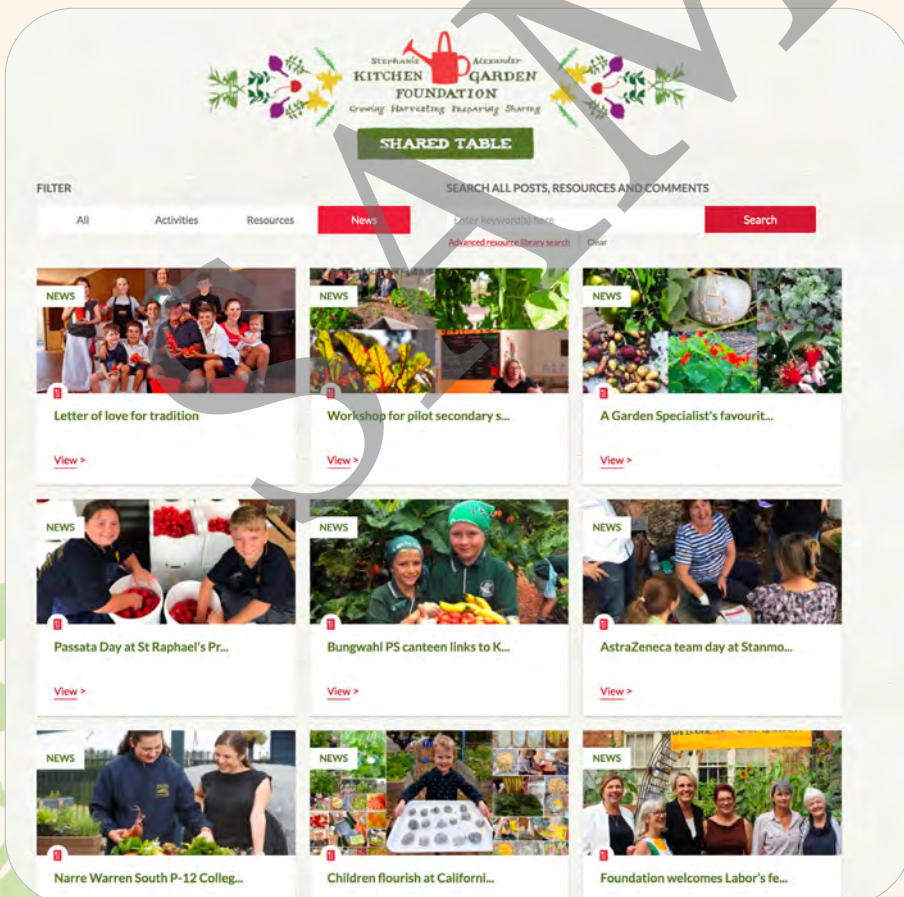 Stephanie Alexander
KITCHEN GARDEN
FOUNDATION
Growing Harvesting Preparing Sharing
SHARED TABLE
FILTER
SEARCH ALL POSTS, RESOURCES AND COMMENTS
All Activities Resources News
Enter keyword(s) here Search
Advanced resource library search Clear
NEWS NEWS NEWS
Letter of love for tradition
Workshop for pilot secondary s...
A Garden Specialist's favourit...
View > View > View >
NEWS NEWS NEWS
Passata Day at St Raphael's Pr...
Bungwahl PS canteen links to K...
AstraZeneca team day at Stanmo...
View > View > View >
NEWS NEWS NEWS
Narre Warren South P-12 Colleg...
Children flourish at Californi...
Foundation welcomes Labor's fe...